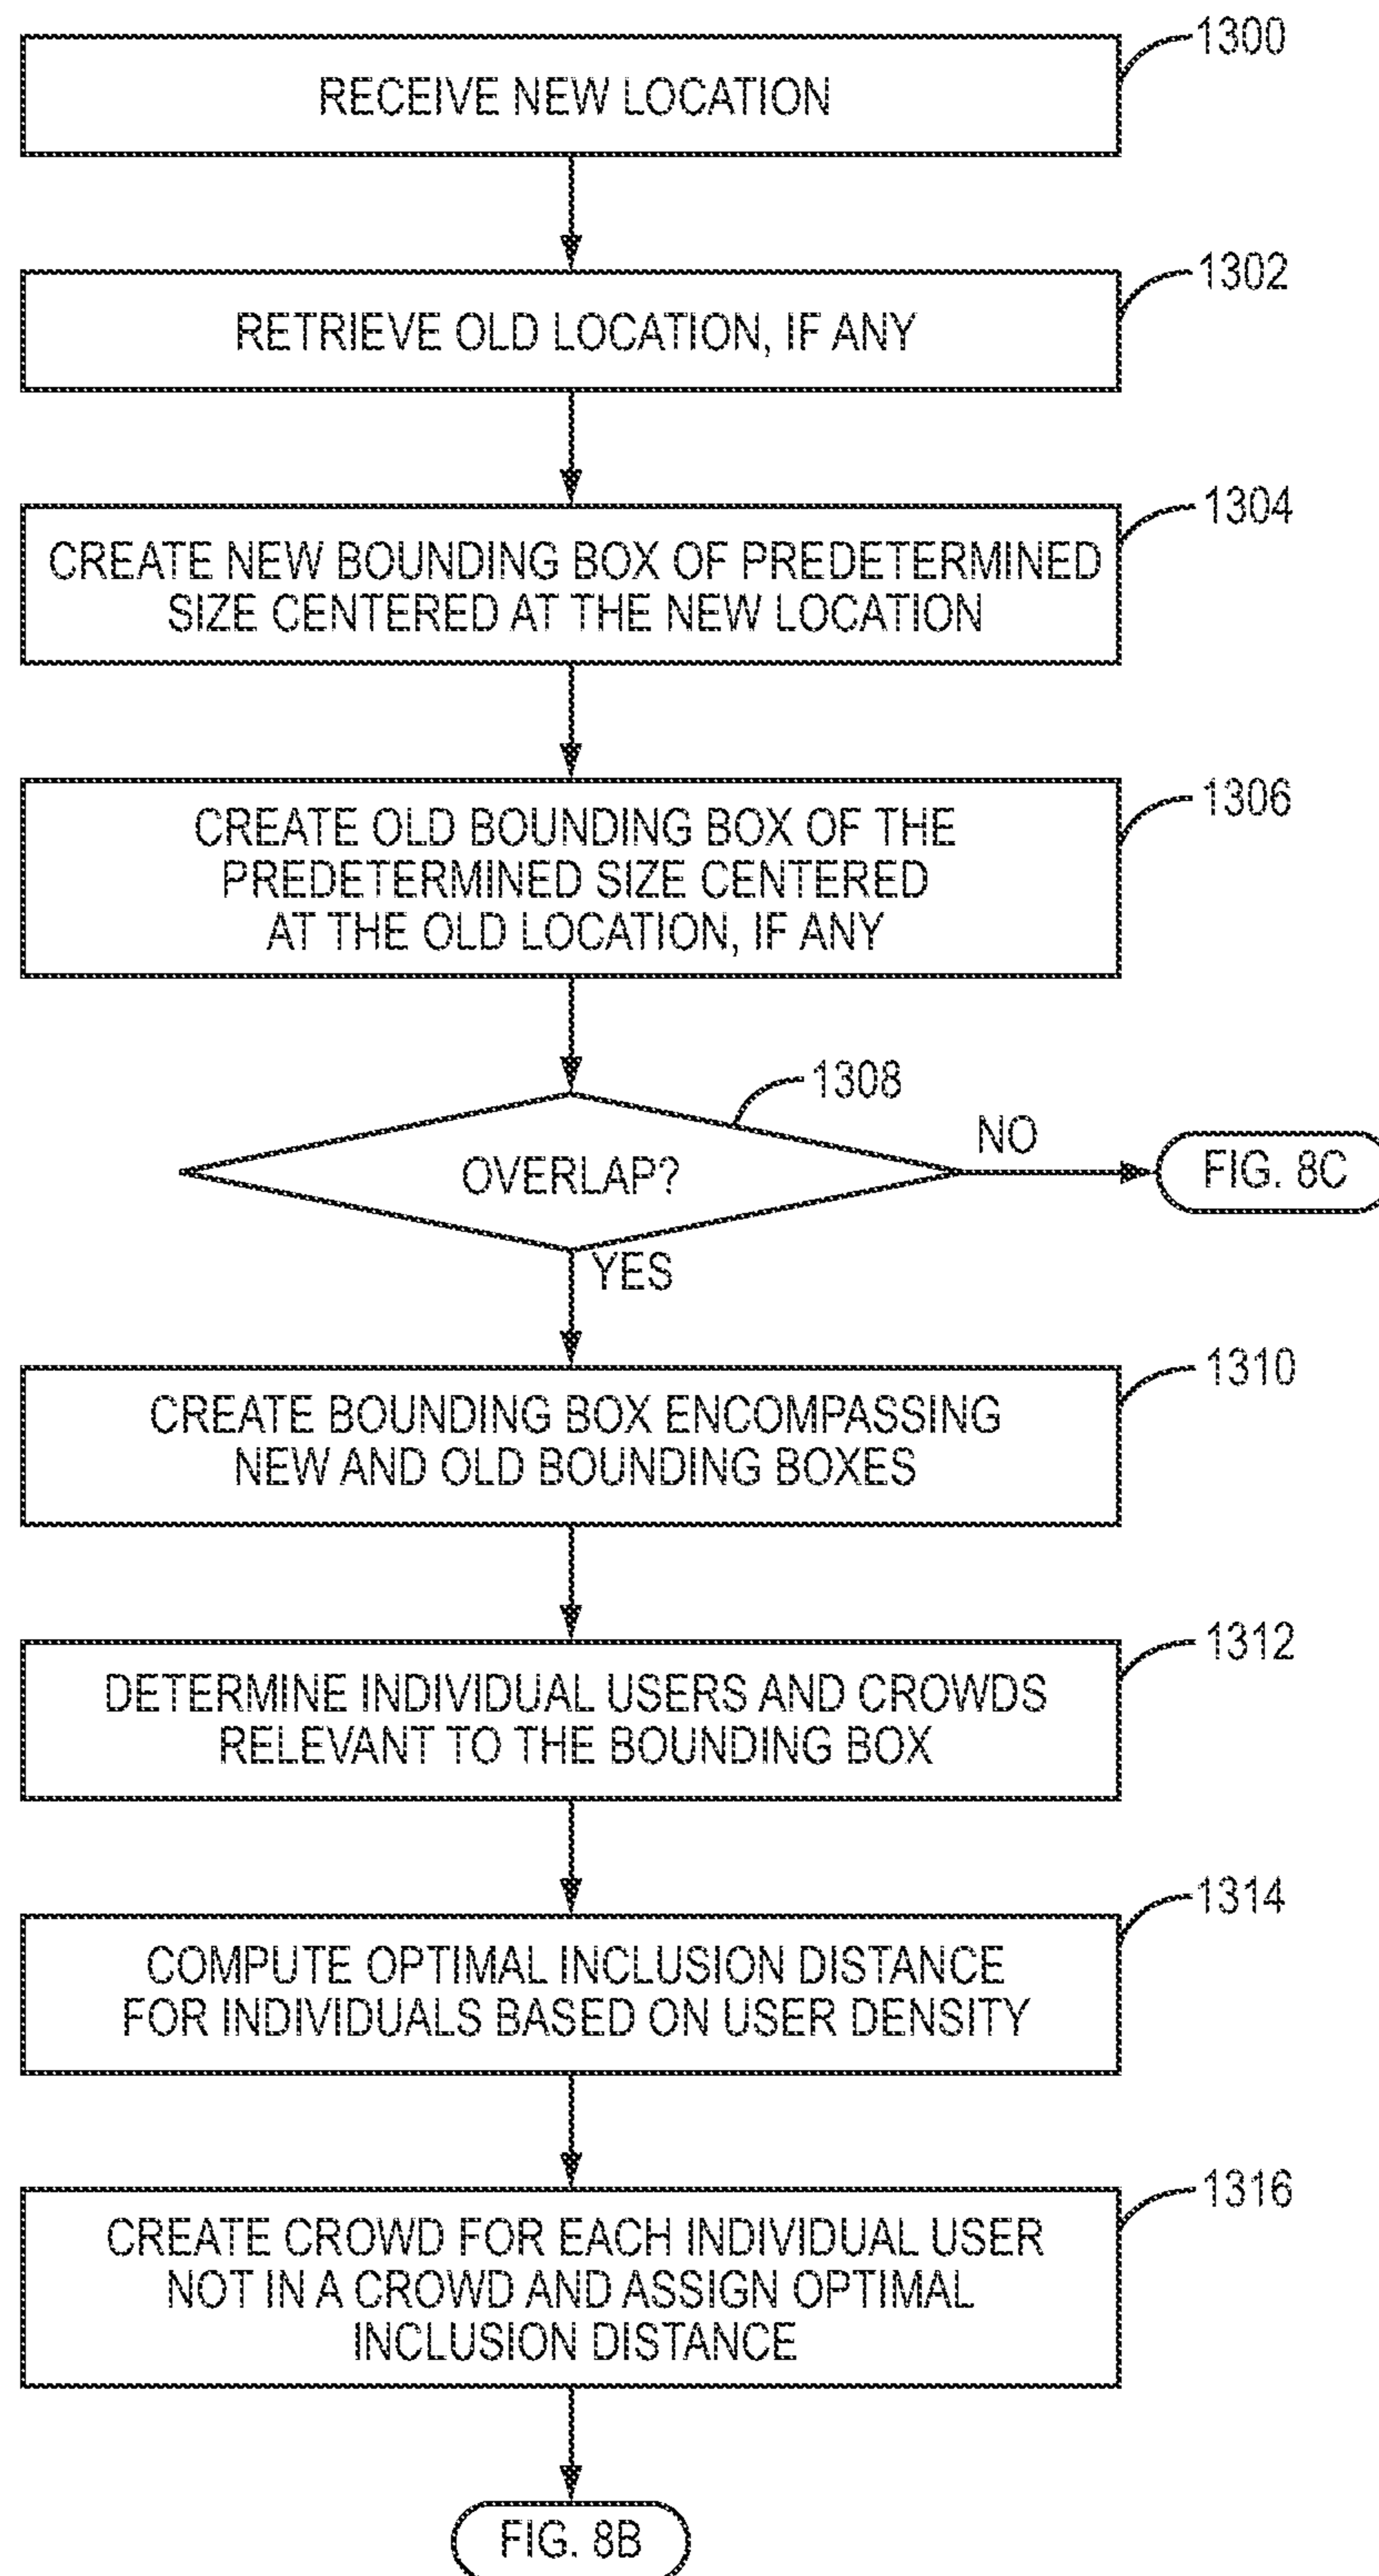 1300
RECEIVE NEW LOCATION
1302
RETRIEVE OLD LOCATION, IF ANY
1304
CREATE NEW BOUNDING BOX OF PREDETERMINED
SIZE CENTERED AT THE NEW LOCATION
1306
CREATE OLD BOUNDING BOX OF THE
PREDETERMINED SIZE CENTERED
AT THE OLD LOCATION, IF ANY
1308
OVERLAP?
NO
FIG. 8C
YES
1310
CREATE BOUNDING BOX ENCOMPASSING
NEW AND OLD BOUNDING BOXES
1312
DETERMINE INDIVIDUAL USERS AND CROWDS
RELEVANT TO THE BOUNDING BOX
1314
COMPUTE OPTIMAL INCLUSION DISTANCE
FOR INDIVIDUALS BASED ON USER DENSITY
1316
CREATE CROWD FOR EACH INDIVIDUAL USER
NOT IN A CROWD AND ASSIGN OPTIMAL
INCLUSION DISTANCE
FIG. 8B